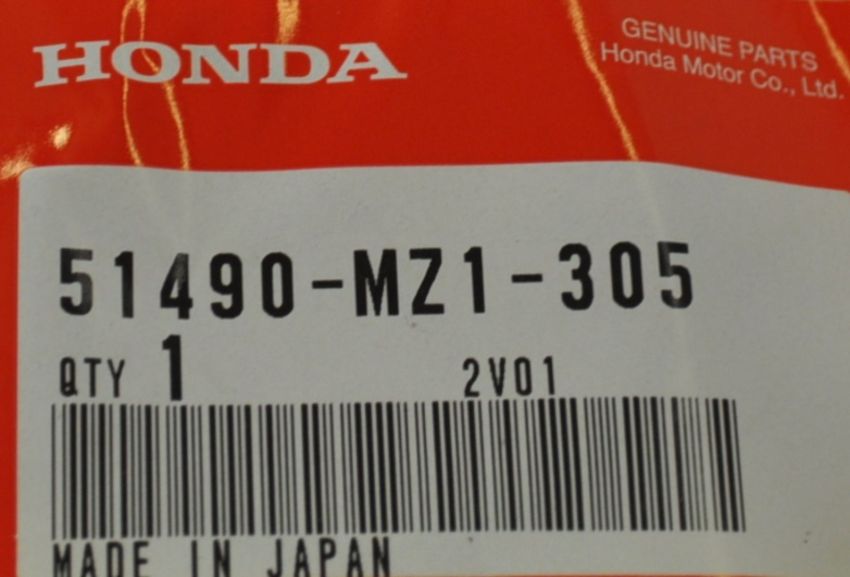 HONDA
GENUINE PARTS
Honda Motor Co., Ltd.
51490-MZ1-305
QTY 1 2V01
MADE IN JAPAN